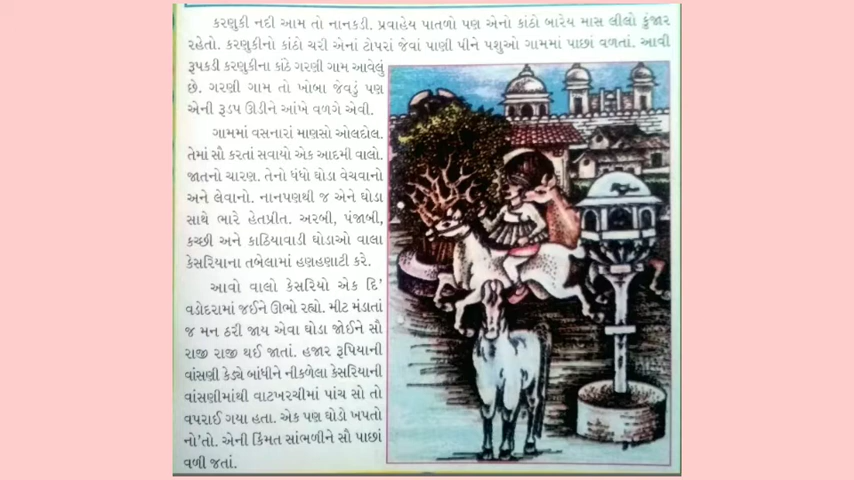 કરણુકી નદી આમ તો નાનકડી. પ્રવાહેય પાતળો પણ એનો કાંઠો બારેય માસ લીલો કુંજાર
રહેતો. કરણુકીનો કાંઠો ચરી એનાં ટોપરાં જેવાં પાણી પીને પશુઓ ગામમાં પાછાં વળતાં. આવી
રૂપકડી કરણુકીના કાંઠે ગરણી ગામ આવેલું
છે. ગરણી ગામ તો ખોબા જેવડું પણ
એની રૂડપ ઊડીને આંખે વળગે એવી.
ગામમાં વસનારાં માણસો ઓલદોલ.
તેમાં સૌ કરતાં સવાયો એક આદમી વાલો.
જાતનો ચારણ. તેનો ધંધો ઘોડા વેચવાનો
અને લેવાનો. નાનપણથી જ એને ઘોડા
સાથે ભારે હેતપ્રીત. અરબી, પંજાબી,
કચ્છી અને કાઠિયાવાડી ઘોડાઓ વાલા
કેસરિયાના તબેલામાં હણહણાટી કરે.
આવો વાલો કેસરિયો એક દિ'
વડોદરામાં જઈને ઊભો રહ્યો. મીટ મંડાતાં
જ મન ઠરી જાય એવા ઘોડા જોઈને સૌ
રાજી રાજી થઈ જાતાં. હજાર રૂપિયાની
વાંસણી કેડ્યે બાંધીને નીકળેલા કેસરિયાની
વાંસણીમાંથી વાટખરચીમાં પાંચ સો તો
વપરાઈ ગયા હતા. એક પણ ઘોડો ખપતો
નો'તો. એની કિંમત સાંભળીને સૌ પાછાં
વળી જતાં.